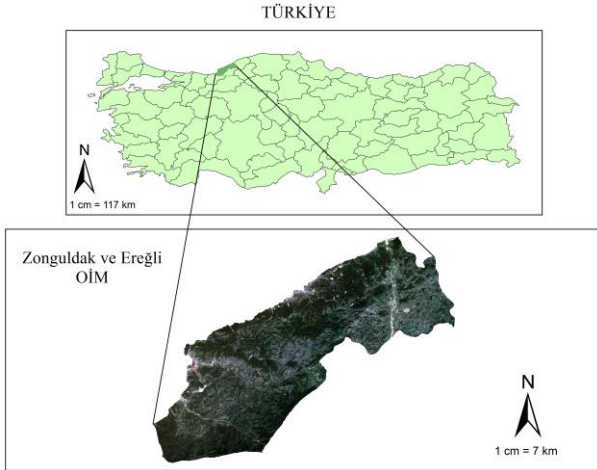 TÜRKİYE
N
1 cm = 117 km
Zonguldak ve Ereğli
OİM
N
1 cm = 7 km